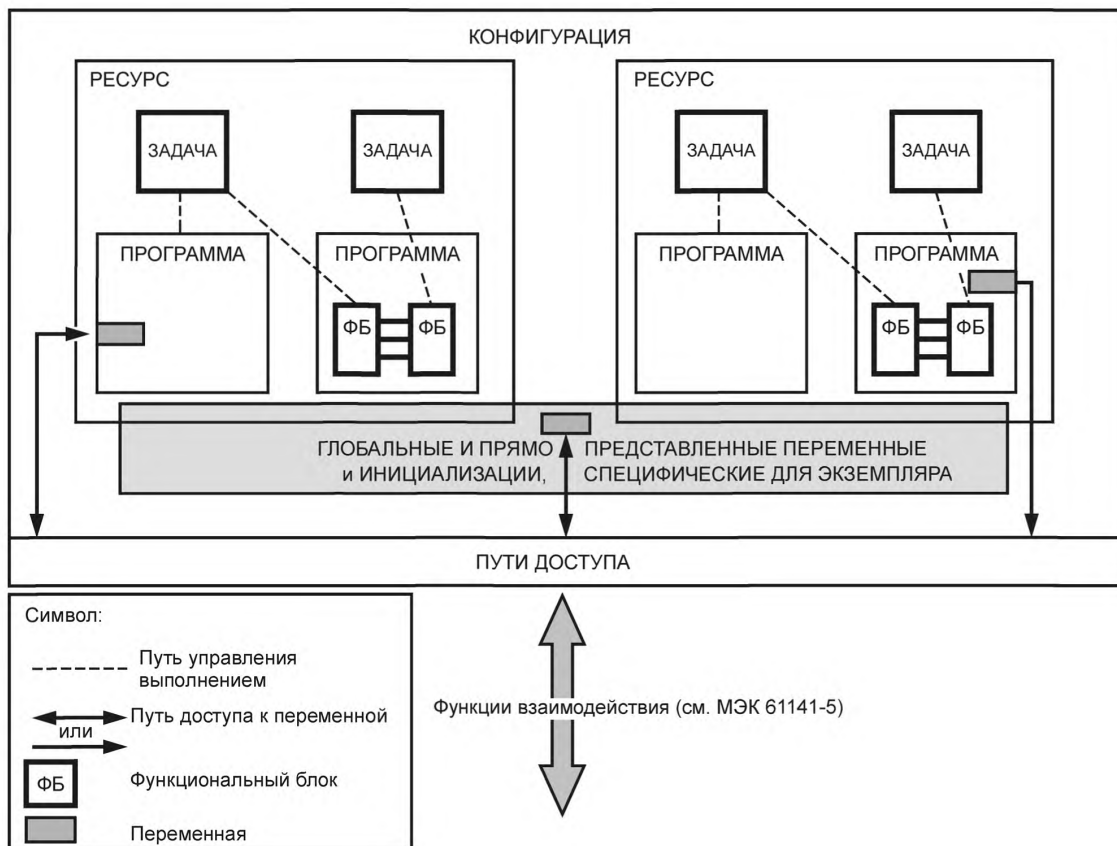 КОНФИГУРАЦИЯ
РЕСУРС
РЕСУРС
ЗАДАЧА
ЗАДАЧА
ЗАДАЧА
ЗАДАЧА
ПРОГРАММА
ПРОГРАММА
ПРОГРАММА
ПРОГРАММА
ФБ
ФБ
ФБ
ФБ
ГЛОБАЛЬНЫЕ И ПРЯМО ПРЕДСТАВЛЕННЫЕ ПЕРЕМЕННЫЕ
и ИНИЦИАЛИЗАЦИИ, СПЕЦИФИЧЕСКИЕ ДЛЯ ЭКЗЕМПЛЯРА
ПУТИ ДОСТУПА
Символ:
Путь управления
выполнением
Путь доступа к переменной
или
ФБ
Функциональный блок
Переменная
Функции взаимодействия (см. МЭК 61141-5)